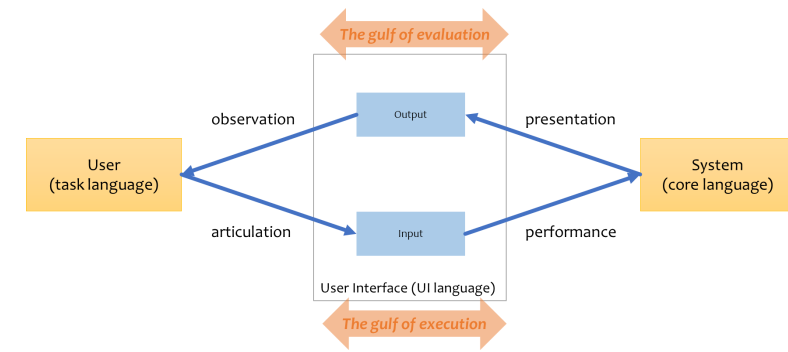 The gulf of evaluation
observation
Output
presentation
User
(task language)
System
(core language)
articulation
Input
performance
User Interface (UI language)
The gulf of execution